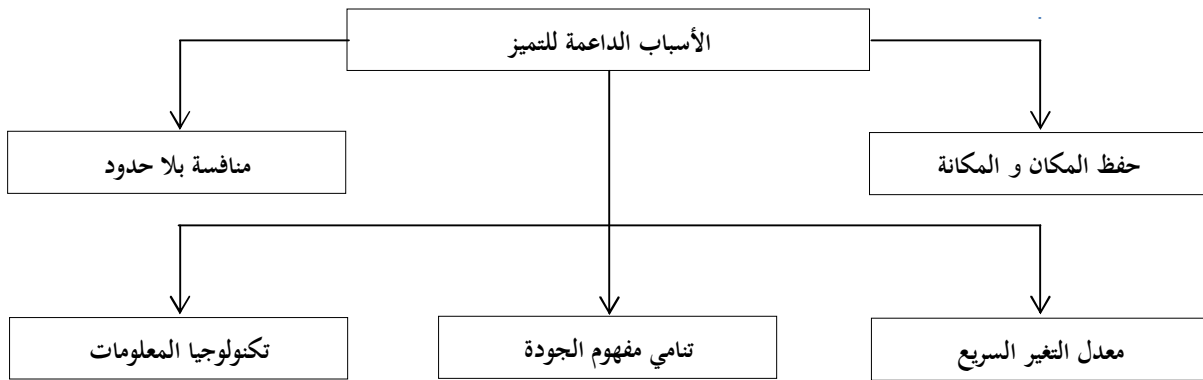 الأسباب الداعمة للتميز
حفظ المكان و المكانة
منافسة بلا حدود
معدل التغير السريع
تنامي مفهوم الجودة
تكنولوجيا المعلومات